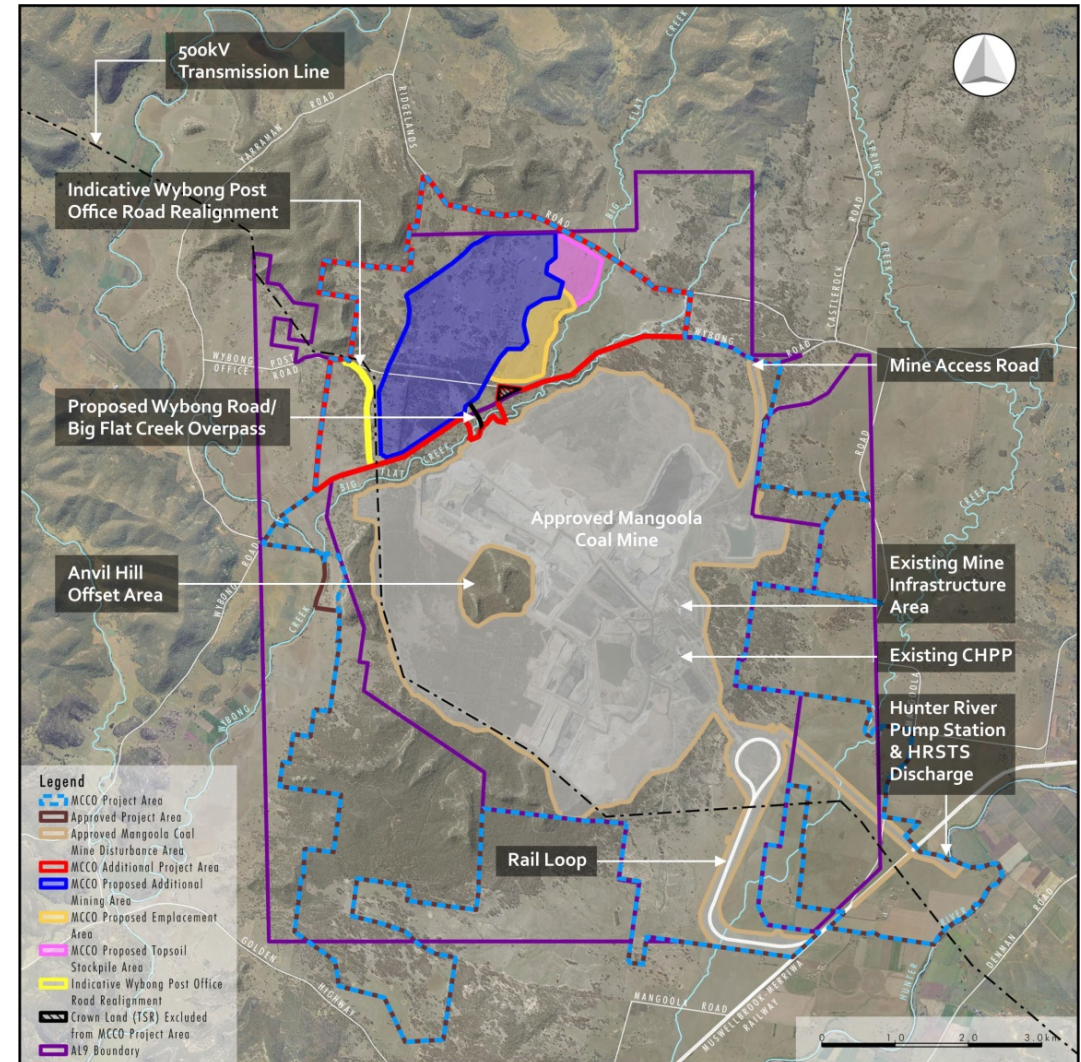 500kV
Transmission Line
YARRAMAN ROAD
RIDGELANDS
ROAD
BIG FLAT
CREEK
SPRING
CREEK
CASTLEROCK
ROAD
Indicative Wybong Post
Office Road Realignment
WYBONG POST
OFFICE ROAD
WYBONG
ROAD
Mine Access Road
Proposed Wybong Road/
Big Flat Creek Overpass
BIG FLAT CREEK
ROAD
Approved Mangoola
Coal Mine
Anvil Hill
Offset Area
WYBONG ROAD
CREEK
WYBONG
Existing Mine
Infrastructure
Area
Existing CHPP
Hunter River
Pump Station
& HRSTS
Discharge
Rail Loop
Legend
MCCO Project Area
Approved Project Area
Approved Mangoola Coal
Mine Disturbance Area
MCCO Additional Project Area
MCCO Proposed Additional
Mining Area
MCCO Proposed Emplacement
Area
MCCO Proposed Topsoil
Stockpile Area
Indicative Wybong Post Office
Road Realignment
Crown Land (TSR) Excluded
from MCCO Project Area
AL9 Boundary
GOLDEN
HIGHWAY
MANGOOLA ROAD
MUSWELLBROOK MERRIWA
RAILWAY
HUNTER
RIVER
DENMAN
ROAD
0 1,0 2,0 3,0km